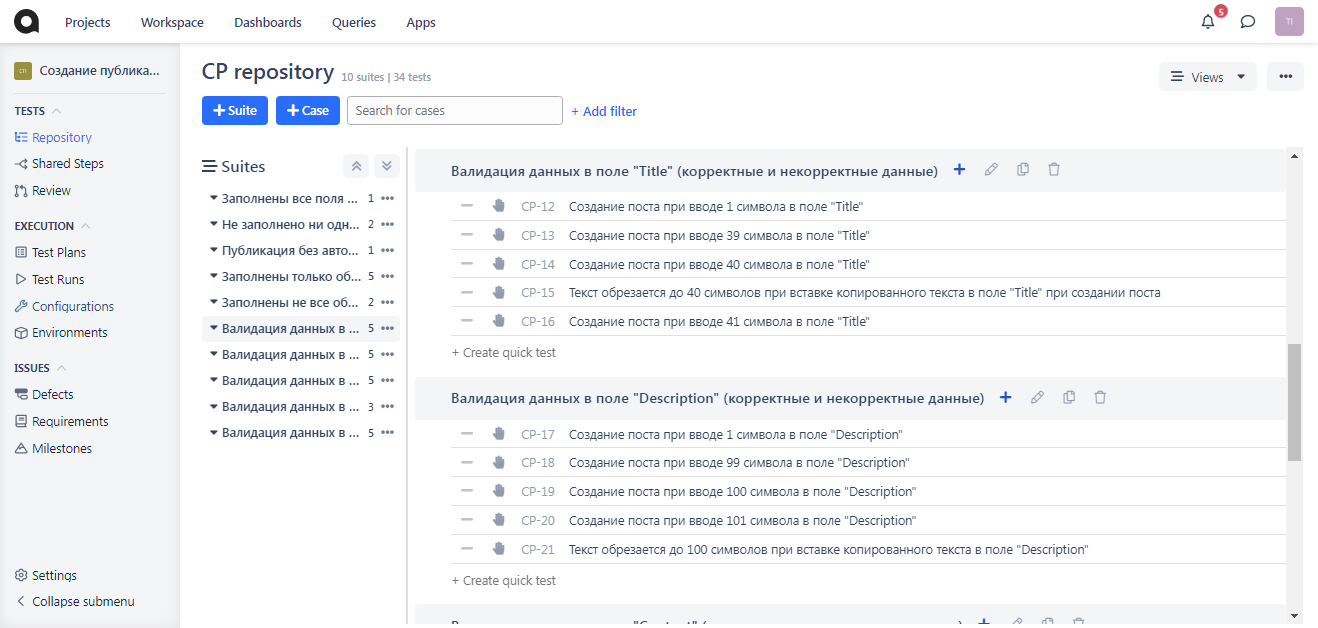 Projects Workspace Dashboards Queries Apps 5 TI
СП Создание публика...
TESTS
Repository
Shared Steps
Review
EXECUTION
Test Plans
Test Runs
Configurations
Environments
ISSUES
Defects
Requirements
Milestones
Settings
Collapse submenu
CP repository 10 suites | 34 tests
Views
+ Suite + Case Search for cases + Add filter
Suites
Заполнены все поля ... 1
Не заполнено ни одн... 2
Публикация без авто... 1
Заполнены только об... 5
Заполнены не все об... 2
Валидация данных в ... 5
Валидация данных в ... 5
Валидация данных в ... 5
Валидация данных в ... 3
Валидация данных в ... 5
Валидация данных в поле "Title" (корректные и некорректные данные)
CP-12 Создание поста при вводе 1 символа в поле "Title"
CP-13 Создание поста при вводе 39 символа в поле "Title"
CP-14 Создание поста при вводе 40 символа в поле "Title"
CP-15 Текст обрезается до 40 символов при вставке копированного текста в поле "Title" при создании поста
CP-16 Создание поста при вводе 41 символа в поле "Title"
+ Create quick test
Валидация данных в поле "Description" (корректные и некорректные данные)
CP-17 Создание поста при вводе 1 символа в поле "Description"
CP-18 Создание поста при вводе 99 символа в поле "Description"
CP-19 Создание поста при вводе 100 символа в поле "Description"
CP-20 Создание поста при вводе 101 символа в поле "Description"
CP-21 Текст обрезается до 100 символов при вставке копированного текста в поле "Description"
+ Create quick test